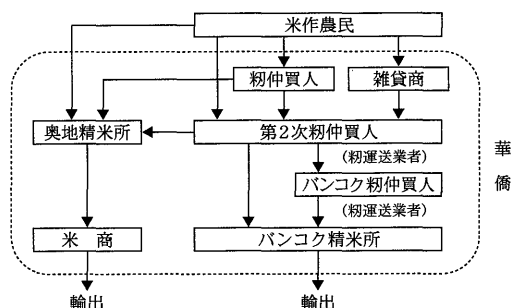 米作農民
籾仲買人
雑貸商
奥地精米所
第2次籾仲買人
(籾運送業者)
バンコク籾仲買人
(籾運送業者)
米 商
バンコク精米所
輸出
輸出
華
僑